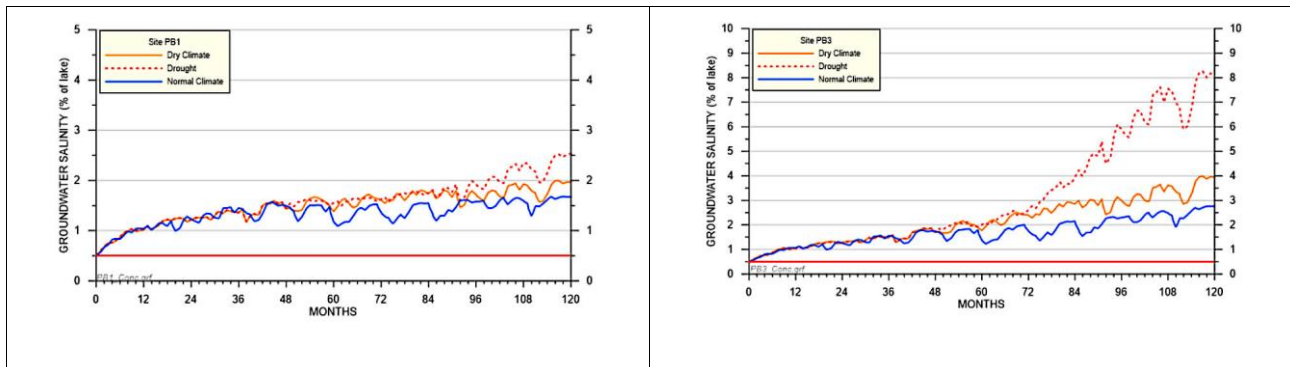 Site PB1
Dry Climate
Drought
Normal Climate
GROUNDWATER SALINITY (% of lake)
5
4
3
2
1
0
5
4
3
2
1
0
PB1_Conc.grf
0 12 24 36 48 60 72 84 96 108 120
MONTHS
Site PB3
Dry Climate
Drought
Normal Climate
GROUNDWATER SALINITY (% of lake)
10
9
8
7
6
5
4
3
2
1
0
10
9
8
7
6
5
4
3
2
1
0
PB3_Conc.grf
0 12 24 36 48 60 72 84 96 108 120
MONTHS